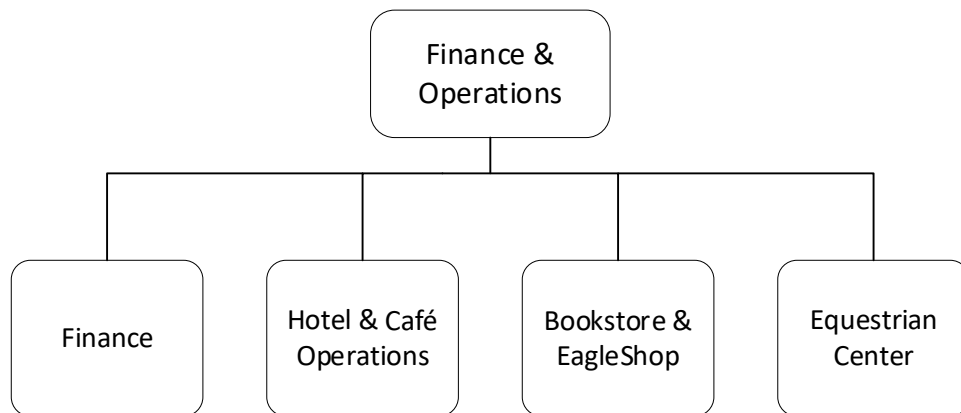 Finance &
Operations
Finance
Hotel & Café
Operations
Bookstore &
EagleShop
Equestrian
Center